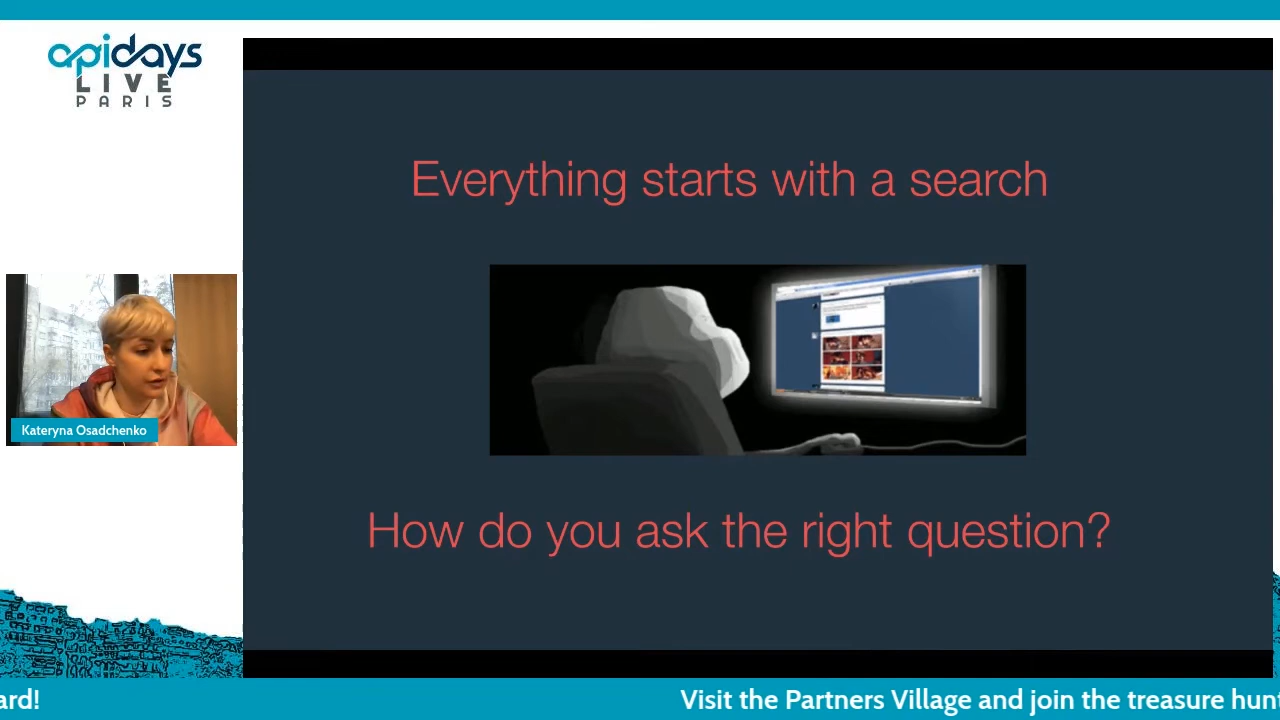 apidays
LIVE
PARIS
Everything starts with a search
Kateryna Osadchenko
How do you ask the right question?
ard!
Visit the Partners Village and join the treasure hunt